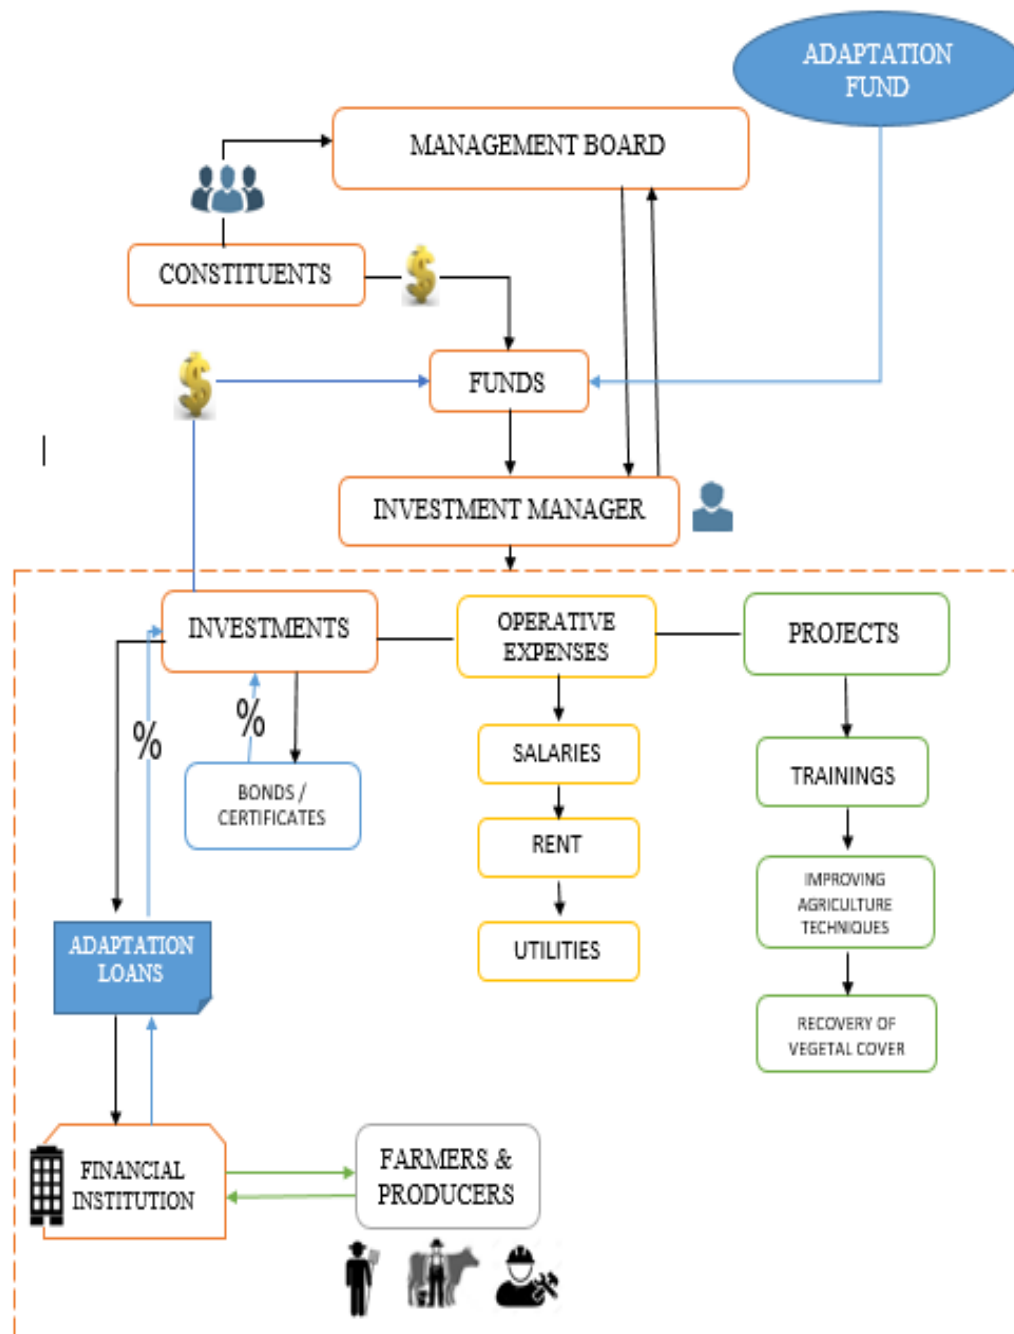 ADAPTATION
FUND
MANAGEMENT BOARD
CONSTITUENTS
$
$
FUNDS
INVESTMENT MANAGER
INVESTMENTS
OPERATIVE
EXPENSES
PROJECTS
%
%
SALARIES
TRAININGS
BONDS /
CERTIFICATES
RENT
IMPROVING
AGRICULTURE
TECHNIQUES
ADAPTATION
LOANS
UTILITIES
RECOVERY OF
VEGETAL COVER
FINANCIAL
INSTITUTION
FARMERS &
PRODUCERS